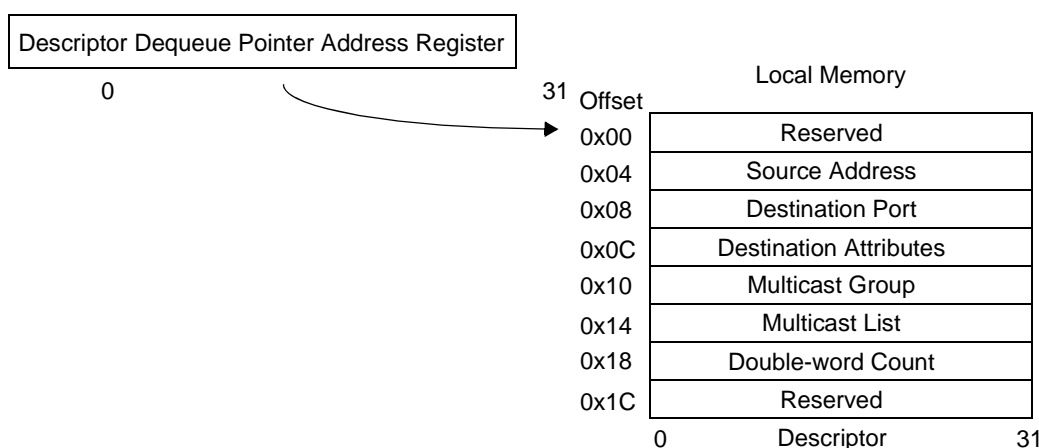 Descriptor Dequeue Pointer Address Register
0 31
Local Memory
Offset
0x00 Reserved
0x04 Source Address
0x08 Destination Port
0x0C Destination Attributes
0x10 Multicast Group
0x14 Multicast List
0x18 Double-word Count
0x1C Reserved
0 Descriptor 31